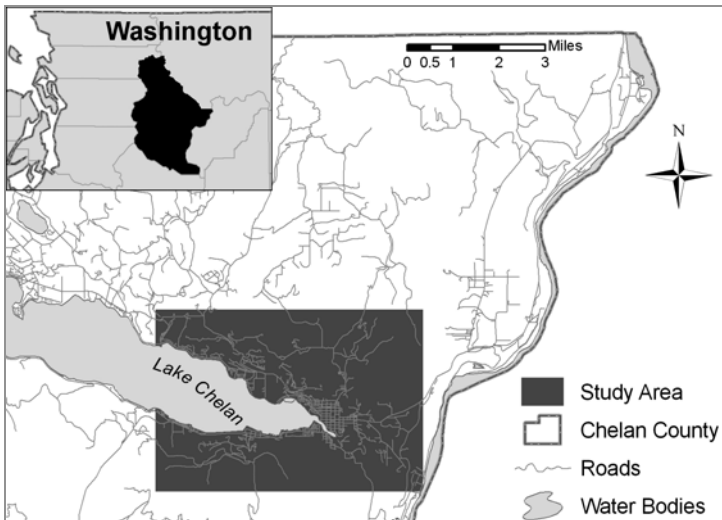 Washington
Miles
0 0.5 1 2 3
N
Lake Chelan
Study Area
Chelan County
Roads
Water Bodies